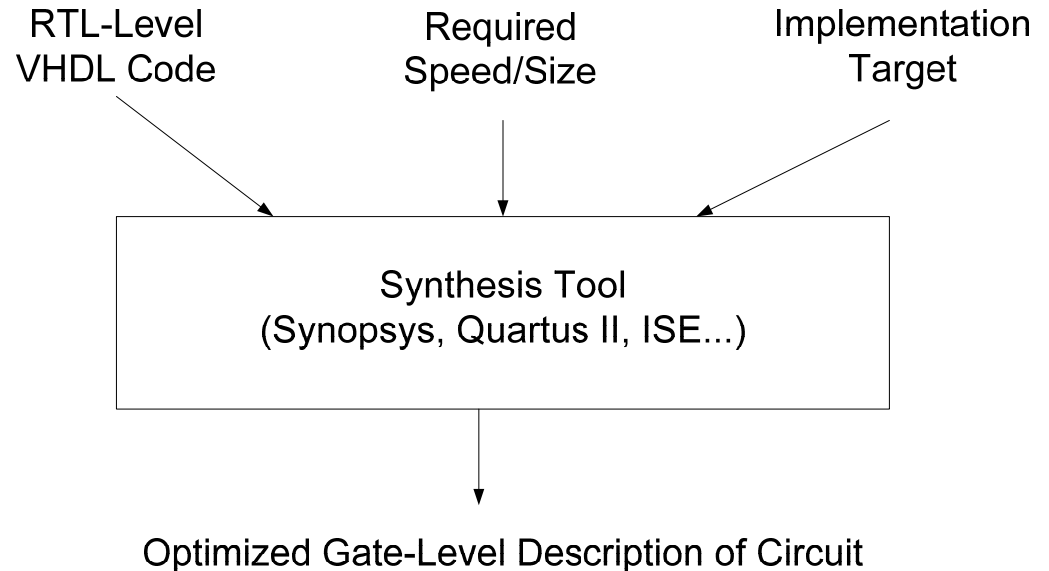 RTL-Level
VHDL Code
Required
Speed/Size
Implementation
Target
Synthesis Tool
(Synopsys, Quartus II, ISE...)
Optimized Gate-Level Description of Circuit